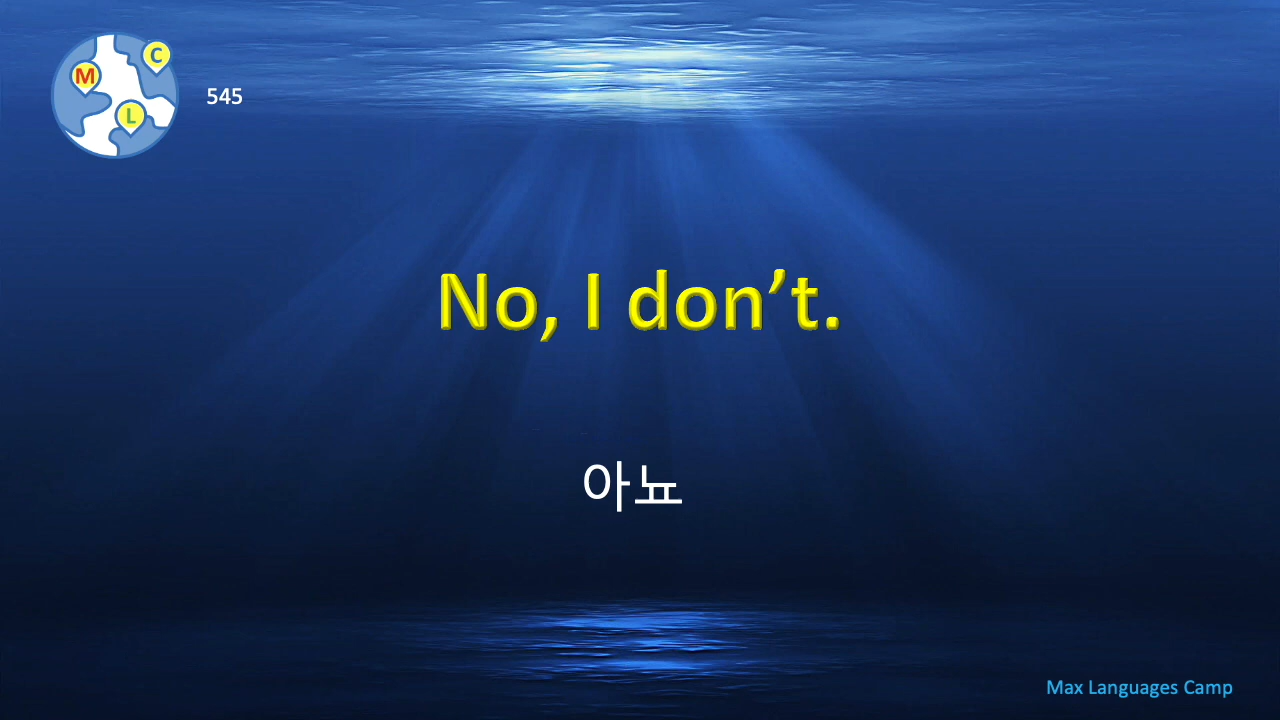 M
C
L
545
No, I don’t.
아뇨
Max Languages Camp